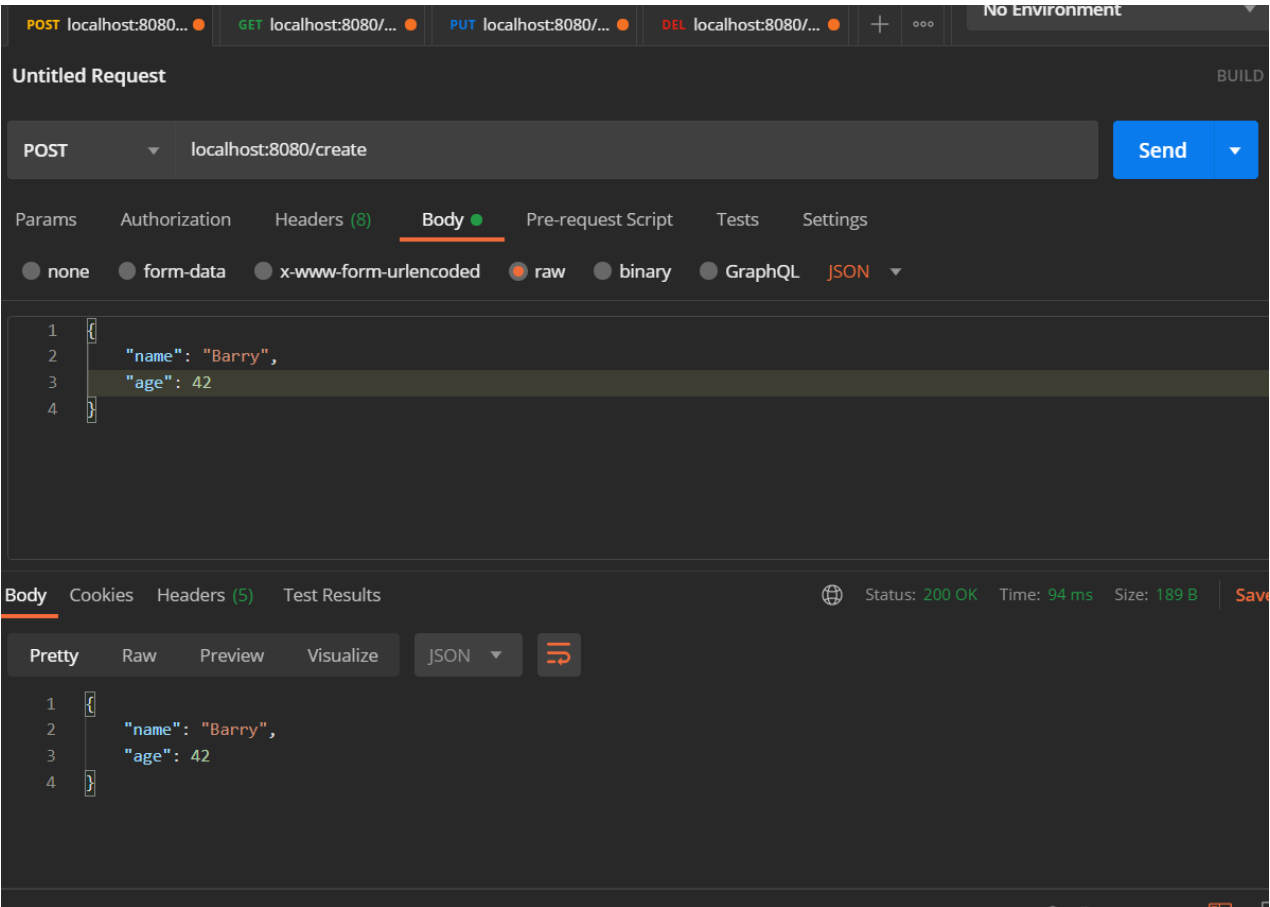 POST localhost:8080... GET localhost:8080/... PUT localhost:8080/... DEL localhost:8080/... + ooo No Environment
Untitled Request BUILD
POST localhost:8080/create Send
Params Authorization Headers (8) Body Pre-request Script Tests Settings
none form-data x-www-form-urlencoded raw binary GraphQL JSON
1 {
2 "name": "Barry",
3 "age": 42
4 }
Body Cookies Headers (5) Test Results Status: 200 OK Time: 94 ms Size: 189 B Save
Pretty Raw Preview Visualize JSON
1 {
2 "name": "Barry",
3 "age": 42
4 }